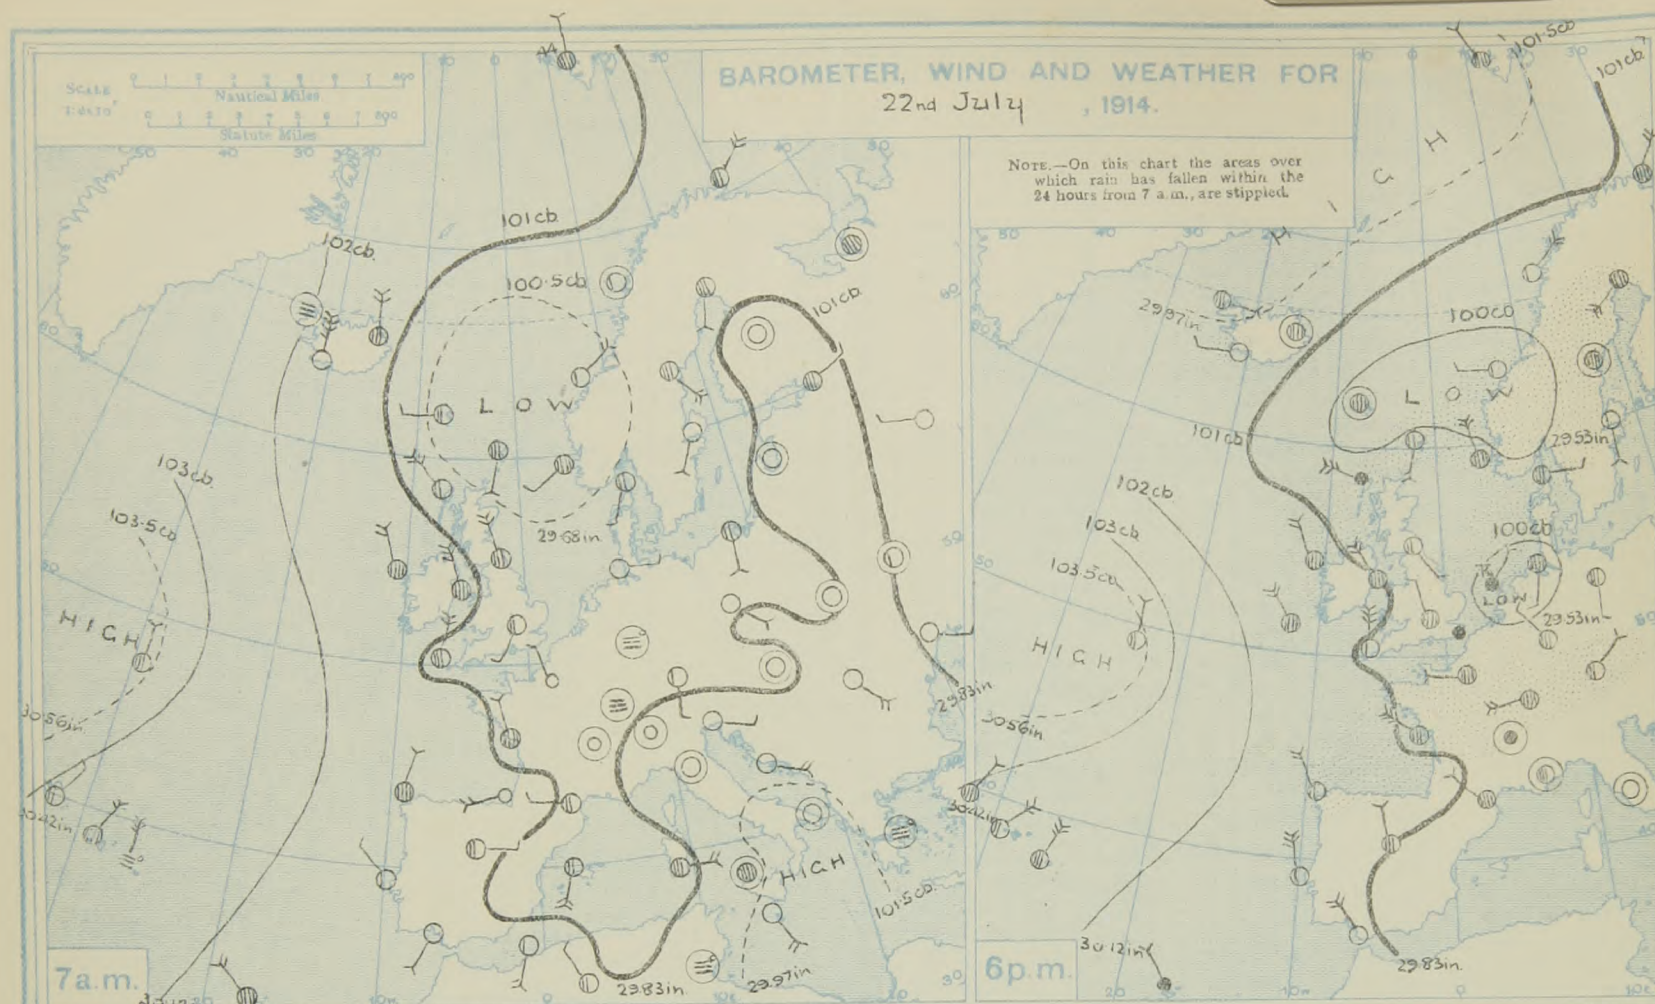 SCALE
Nautical Miles
Statute Miles
BAROMETER, WIND AND WEATHER FOR
22nd July , 1914.
NOTE.—On this chart the areas over
which rain has fallen within the
24 hours from 7 a.m., are stippled.
101cb
102cb.
100.5cb
101cb
LOW
103cb.
103.5cb
29.68in.
HIGH
30.56in.
29.83in
HIGH
101.5cb.
29.97in
29.83in.
7a.m.
101.5cb
101cb
HIGH
29.97in
100cb
LOW
101cb
29.53in
102cb
103cb
100cb
103.5cb
LOW
29.53in
HIGH
30.56in
30.12in
30.12in
29.83in.
6p.m.